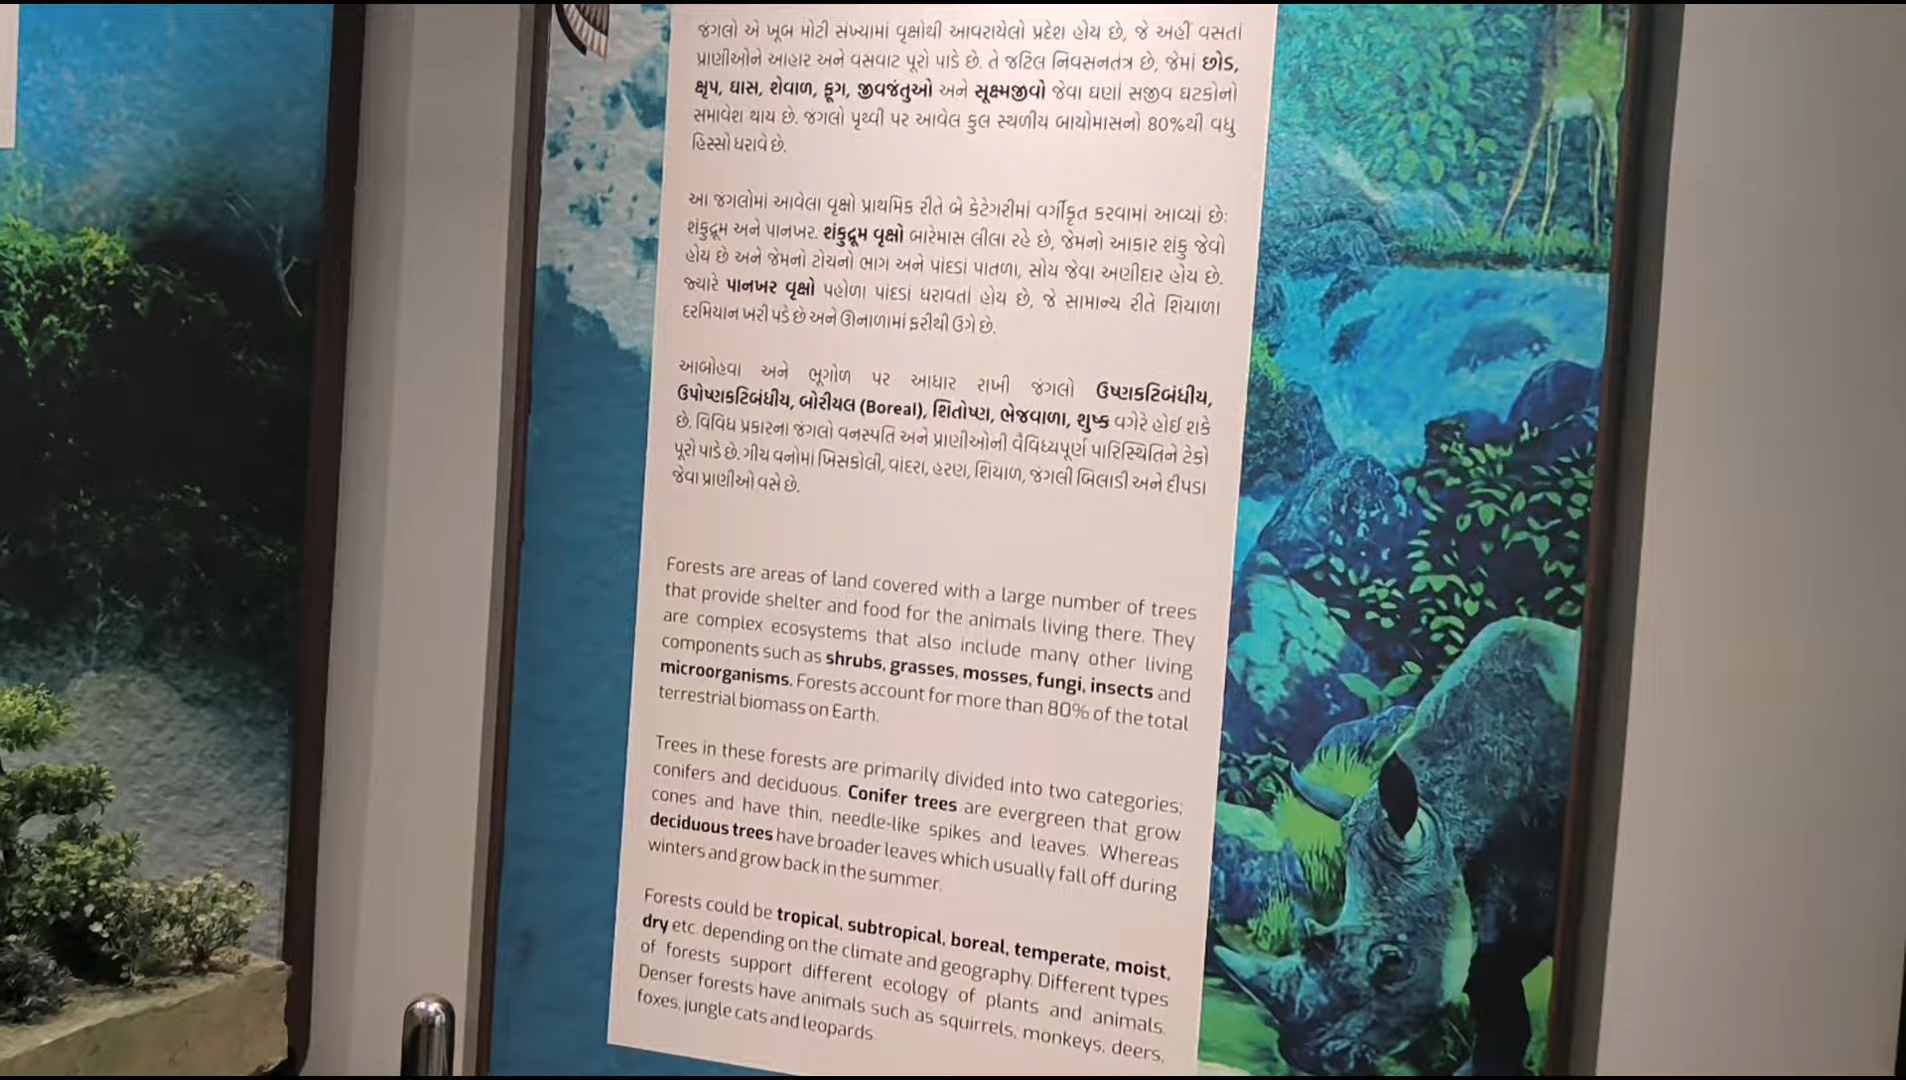 જંગલો એ ખૂબ મોટી સંખ્યામાં વૃક્ષોથી આવરાયેલો પ્રદેશ હોય છે, જે અહીં વસતાં
પ્રાણીઓને આહાર અને વસવાટ પૂરો પાડે છે. તે જટિલ નિવસનતંત્ર છે, જેમાં છોડ,
ક્ષૃપ, ઘાસ, શેવાળ, ફૂગ, જીવજંતુઓ અને સૂક્ષ્મજીવો જેવા ઘણાં સજીવ ઘટકોનો
સમાવેશ થાય છે. જંગલો પૃથ્વી પર આવેલ કુલ સ્થળીય બાયોમાસનો 80%થી વધુ
હિસ્સો ધરાવે છે.
આ જંગલોમાં આવેલા વૃક્ષો પ્રાથમિક રીતે બે કેટેગરીમાં વર્ગીકૃત કરવામાં આવ્યાં છે:
શંકુદ્રૂમ અને પાનખર. શંકુદ્રૂમ વૃક્ષો બારેમાસ લીલા રહે છે, જેમનો આકાર શંકુ જેવો
હોય છે અને જેમનો ટોચનો ભાગ અને પાંદડાં પાતળા, સોય જેવા અણીદાર હોય છે.
જ્યારે પાનખર વૃક્ષો પહોળા પાંદડાં ધરાવતાં હોય છે, જે સામાન્ય રીતે શિયાળા
દરમિયાન ખરી પડે છે અને ઊનાળામાં ફરીથી ઉગે છે.
આબોહવા અને ભૂગોળ પર આધાર રાખી જંગલો ઉષ્ણકટિબંધીય,
ઉપોષ્ણકટિબંધીય, બોરીયલ (Boreal), શિતોષ્ણ, ભેજવાળા, શુષ્ક વગેરે હોઈ શકે
છે. વિવિધ પ્રકારના જંગલો વનસ્પતિ અને પ્રાણીઓની વૈવિધ્યપૂર્ણ પારિસ્થિતિને ટેકો
પૂરો પાડે છે. ગીચ વનોમાં ખિસકોલી, વાંદરા, હરણ, શિયાળ, જંગલી બિલાડી અને દીપડા
જેવા પ્રાણીઓ વસે છે.
Forests are areas of land covered with a large number of trees
that provide shelter and food for the animals living there. They
are complex ecosystems that also include many other living
components such as shrubs, grasses, mosses, fungi, insects and
microorganisms. Forests account for more than 80% of the total
terrestrial biomass on Earth.
Trees in these forests are primarily divided into two categories;
conifers and deciduous. Conifer trees are evergreen that grow
cones and have thin, needle-like spikes and leaves. Whereas
deciduous trees have broader leaves which usually fall off during
winters and grow back in the summer.
Forests could be tropical, subtropical, boreal, temperate, moist,
dry etc. depending on the climate and geography. Different types
of forests support different ecology of plants and animals.
Denser forests have animals such as squirrels, monkeys, deers,
foxes, jungle cats and leopards.